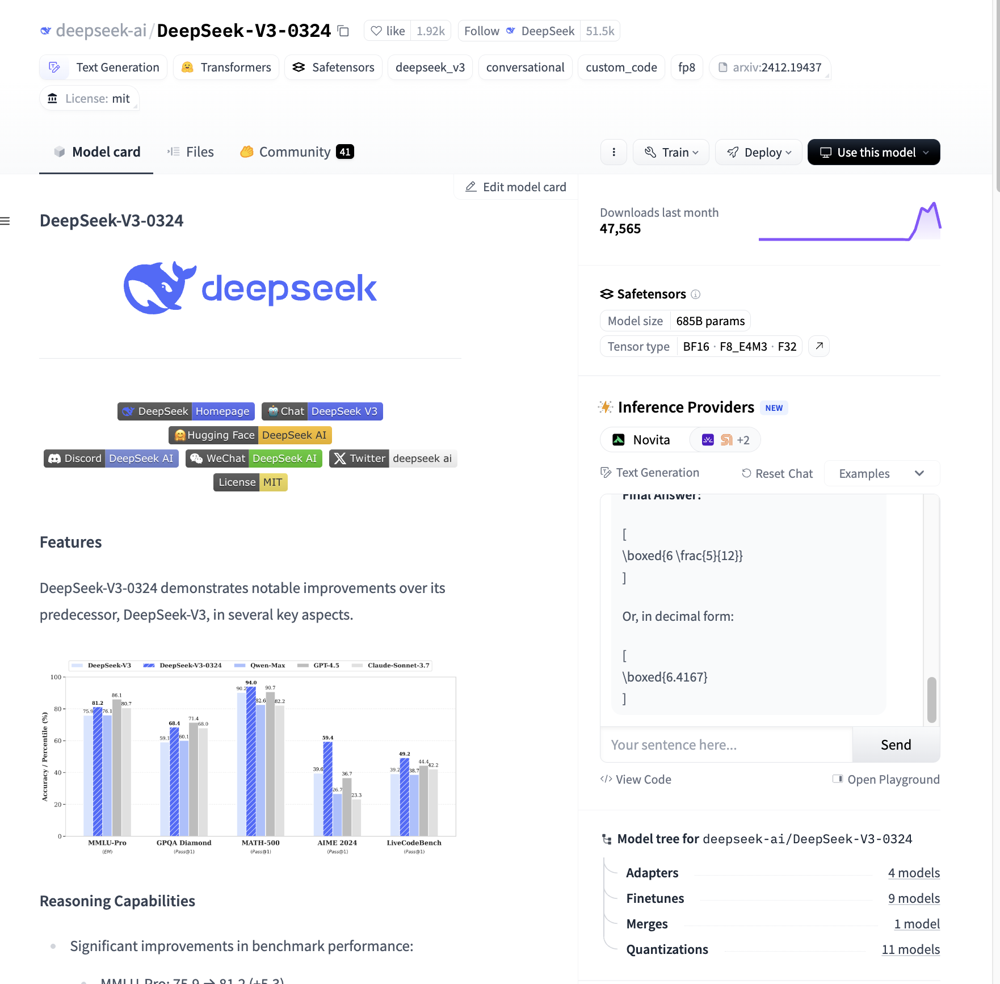 deepseek-ai/DeepSeek-V3-0324
like 1.92k
Follow DeepSeek 51.5k
Text Generation
Transformers
Safetensors
deepseek_v3
conversational
custom_code
fp8
arxiv:2412.19437
License: mit
Model card
Files
Community 41
Train
Deploy
Use this model
Edit model card
DeepSeek-V3-0324
deepseek
DeepSeek Homepage
Chat DeepSeek V3
Hugging Face DeepSeek AI
Discord DeepSeek AI
WeChat DeepSeek AI
Twitter deepseek ai
License MIT
Features
DeepSeek-V3-0324 demonstrates notable improvements over its
predecessor, DeepSeek-V3, in several key aspects.
DeepSeek-V3 DeepSeek-V3-0324 Qwen-Max GPT-4.5 Claude-Sonnet-3.7
Accuracy / Percentile (%)
100
80
60
40
20
0
75.9 81.2 76.1 86.1 80.7
59.1 68.4 60.1 71.4 68.0
90.2 94.0 82.6 90.7 82.2
39.6 59.4 26.7 36.7 23.3
39.2 49.2 38.7 44.4 42.2
MMLU-Pro
(EM)
GPQA Diamond
(Pass@1)
MATH-500
(Pass@1)
AIME 2024
(Pass@1)
LiveCodeBench
(Pass@1)
Reasoning Capabilities
Significant improvements in benchmark performance:
MMLU-Pro: 75.9 → 81.2 (+5.3)
Downloads last month
47,565
Safetensors
Model size 685B params
Tensor type BF16 · F8_E4M3 · F32
Inference Providers NEW
Novita
+2
Text Generation
Reset Chat
Examples
Final Answer:
[
\boxed{6 \frac{5}{12}}
]
Or, in decimal form:
[
\boxed{6.4167}
]
Your sentence here...
Send
</> View Code
Open Playground
Model tree for deepseek-ai/DeepSeek-V3-0324
Adapters 4 models
Finetunes 9 models
Merges 1 model
Quantizations 11 models